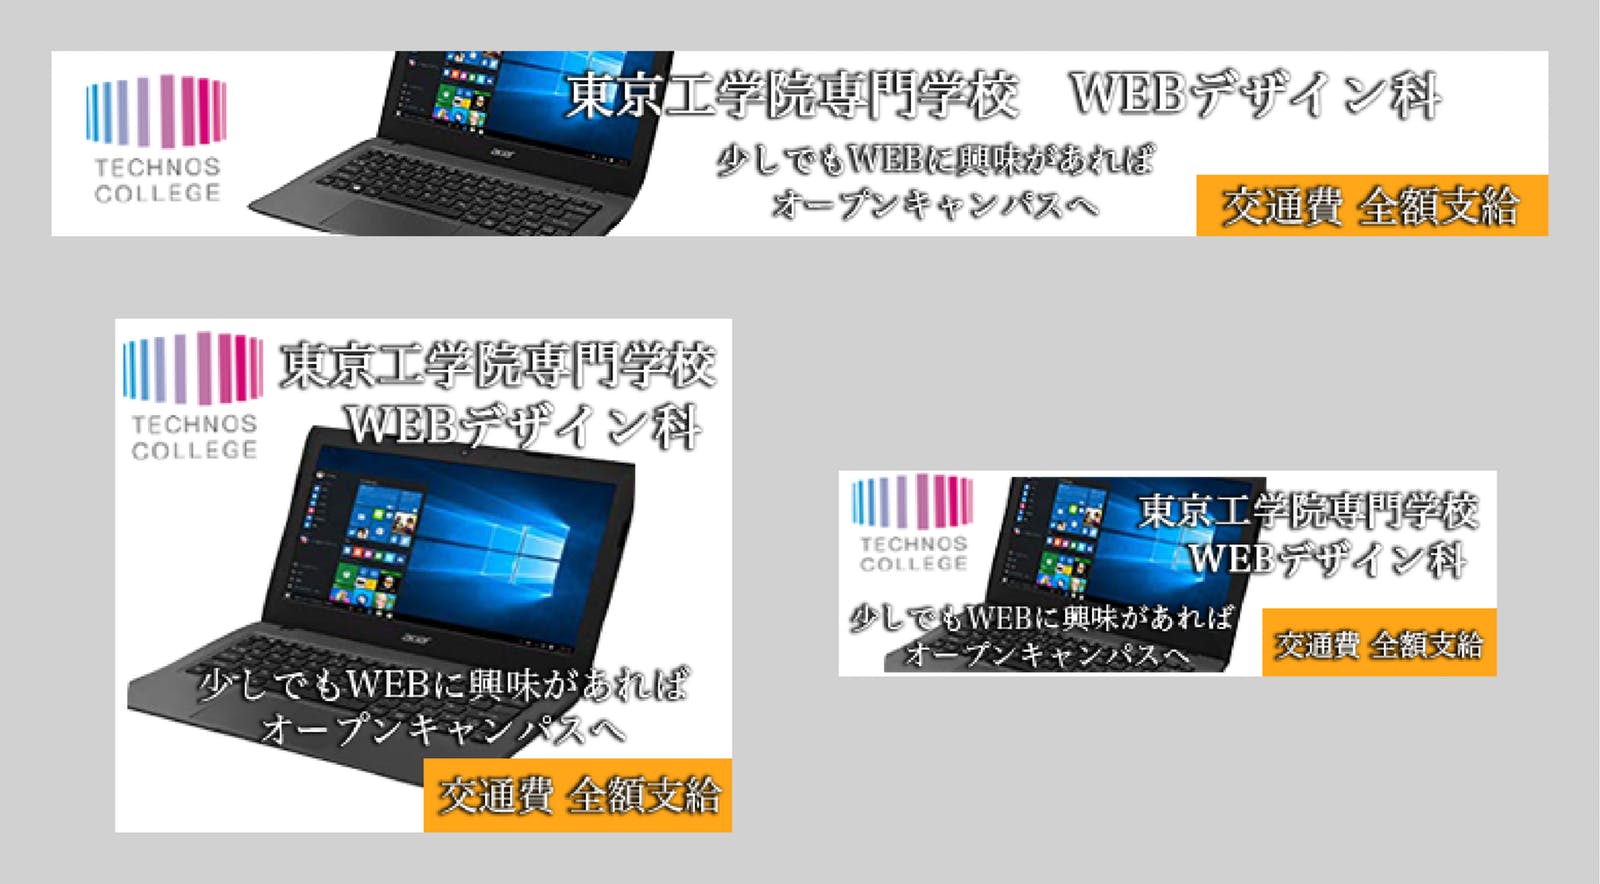 TECHNOS
COLLEGE
acer
東京工学院専門学校　WEBデザイン科
少しでもWEBに興味があれば
オープンキャンパスへ
交通費 全額支給
TECHNOS
COLLEGE
東京工学院専門学校
WEBデザイン科
acer
少しでもWEBに興味があれば
オープンキャンパスへ
交通費 全額支給
TECHNOS
COLLEGE
東京工学院専門学校
WEBデザイン科
少しでもWEBに興味があれば
オープンキャンパスへ
交通費 全額支給